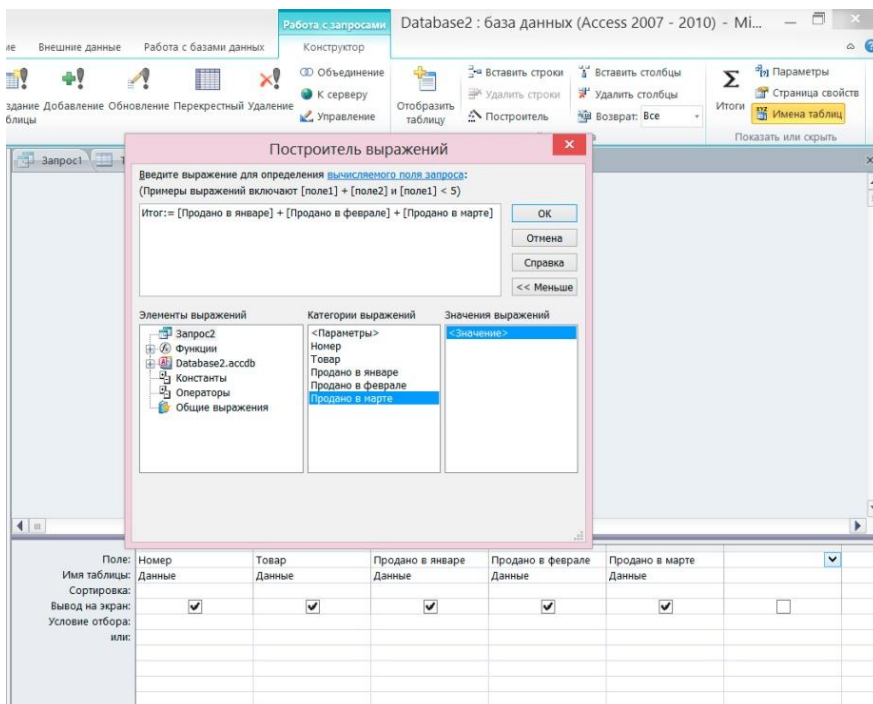 Работа с запросами
Database2 : база данных (Access 2007 - 2010) - Mi...
Внешние данные
Работа с базами данных
Конструктор
Добавление
Обновление
Перекрестный
Удаление
Объединение
К серверу
Управление
Отобразить
таблицу
Вставить строки
Удалить строки
Построитель
Вставить столбцы
Удалить столбцы
Возврат: Все
Σ
Итоги
Параметры
Страница свойств
Имена таблиц
Показать или скрыть
Запрос1
Построитель выражений
Введите выражение для определения вычисляемого поля запроса:
(Примеры выражений включают [поле1] + [поле2] и [поле1] < 5)
Итог:= [Продано в январе] + [Продано в феврале] + [Продано в марте]
ОК
Отмена
Справка
<< Меньше
Элементы выражений
Запрос2
Функции
Database2.accdb
Константы
Операторы
Общие выражения
Категории выражений
<Параметры>
Номер
Товар
Продано в январе
Продано в феврале
Продано в марте
Значения выражений
<Значение>
Поле: Номер Товар Продано в январе Продано в феврале Продано в марте
Имя таблицы: Данные Данные Данные Данные Данные
Сортировка:
Вывод на экран:
Условие отбора:
или: